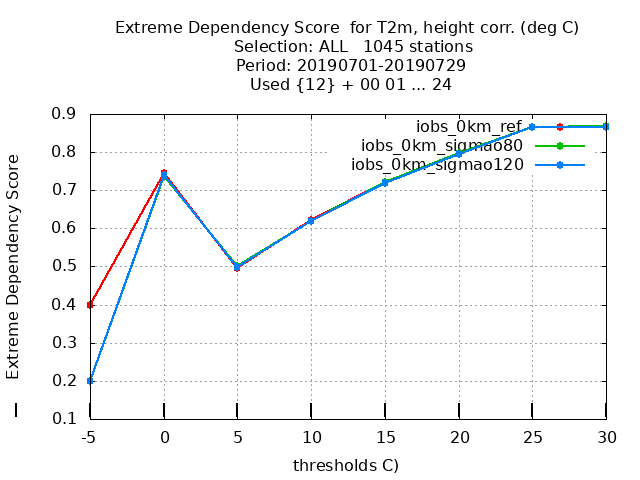 Extreme Dependency Score for T2m, height corr. (deg C)
Selection: ALL 1045 stations
Period: 20190701-20190729
Used {12} + 00 01 ... 24
iobs_0km_ref
iobs_0km_sigmao80
iobs_0km_sigmao120
Extreme Dependency Score
0.9
0.8
0.7
0.6
0.5
0.4
0.3
0.2
0.1
-5 0 5 10 15 20 25 30
thresholds C)